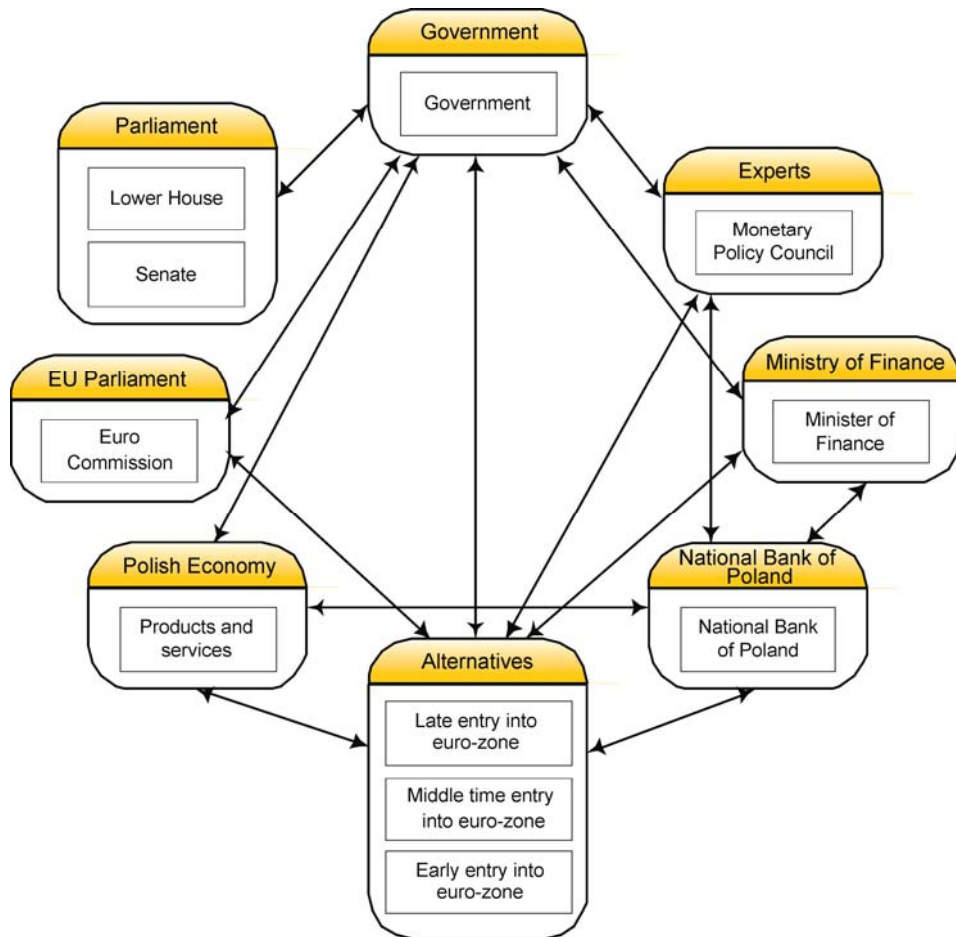 Government
Government
Parliament
Lower House
Senate
Experts
Monetary
Policy Council
EU Parliament
Euro
Commission
Ministry of Finance
Minister of
Finance
Polish Economy
Products and
services
National Bank of
Poland
National Bank
of Poland
Alternatives
Late entry into
euro-zone
Middle time entry
into euro-zone
Early entry into
euro-zone